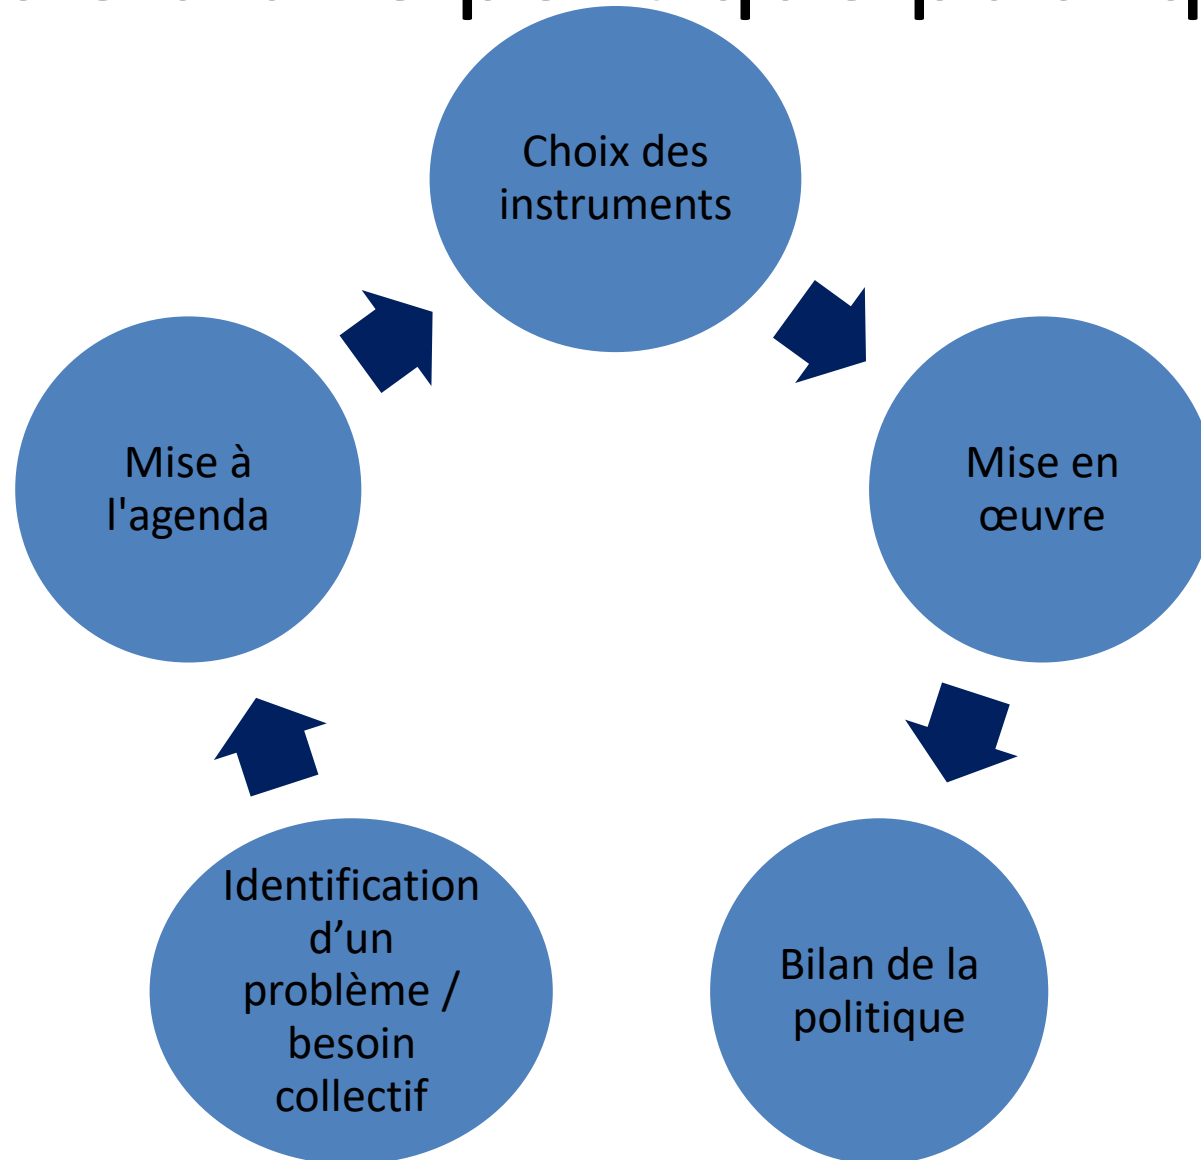 Choix des
instruments
Mise à
l'agenda
Mise en
œuvre
Identification
d’un
problème /
besoin
collectif
Bilan de la
politique